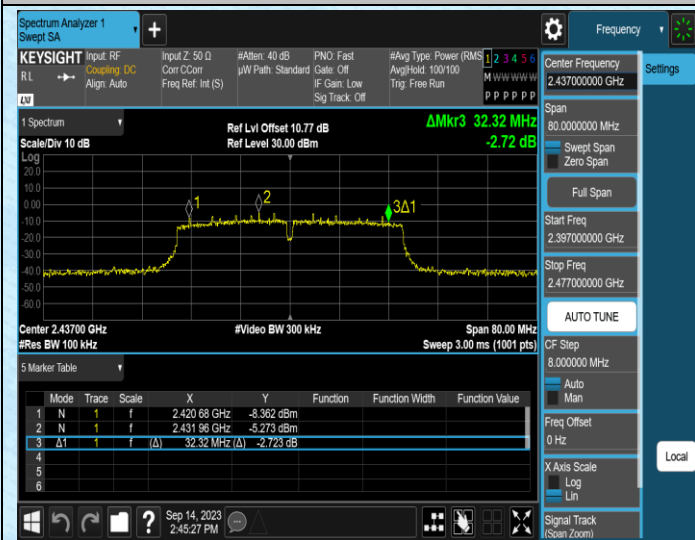 Spectrum Analyzer 1
Swept SA
+
Frequency
KEYSIGHT
RL
LXI
Input: RF
Coupling: DC
Align: Auto
Input Z: 50 Ω
Corr CCorr
Freq Ref: Int (S)
#Atten: 40 dB
µW Path: Standard
PNO: Fast
Gate: Off
IF Gain: Low
Sig Track: Off
#Avg Type: Power (RMS
Avg|Hold: 100/100
Trig: Free Run
1 2 3 4 5 6
M W W W W W
P P P P P P
1 Spectrum
Scale/Div 10 dB
Ref Lvl Offset 10.77 dB
Ref Level 30.00 dBm
ΔMkr3 32.32 MHz
-2.72 dB
Log
20.0
10.0
0.00
-10.0
-20.0
-30.0
-40.0
-50.0
-60.0
1
2
3Δ1
Center 2.43700 GHz
#Res BW 100 kHz
#Video BW 300 kHz
Span 80.00 MHz
Sweep 3.00 ms (1001 pts)
5 Marker Table
Mode Trace Scale X Y Function Function Width Function Value
1 N 1 f 2.420 68 GHz -8.362 dBm
2 N 1 f 2.431 96 GHz -5.273 dBm
3 Δ1 1 f (Δ) 32.32 MHz (Δ) -2.723 dB
4
5
6
?
Sep 14, 2023
2:45:27 PM
Center Frequency
2.437000000 GHz
Span
80.0000000 MHz
Swept Span
Zero Span
Full Span
Start Freq
2.397000000 GHz
Stop Freq
2.477000000 GHz
AUTO TUNE
CF Step
8.000000 MHz
Auto
Man
Freq Offset
0 Hz
X Axis Scale
Log
Lin
Signal Track
(Span Zoom)
Settings
Local